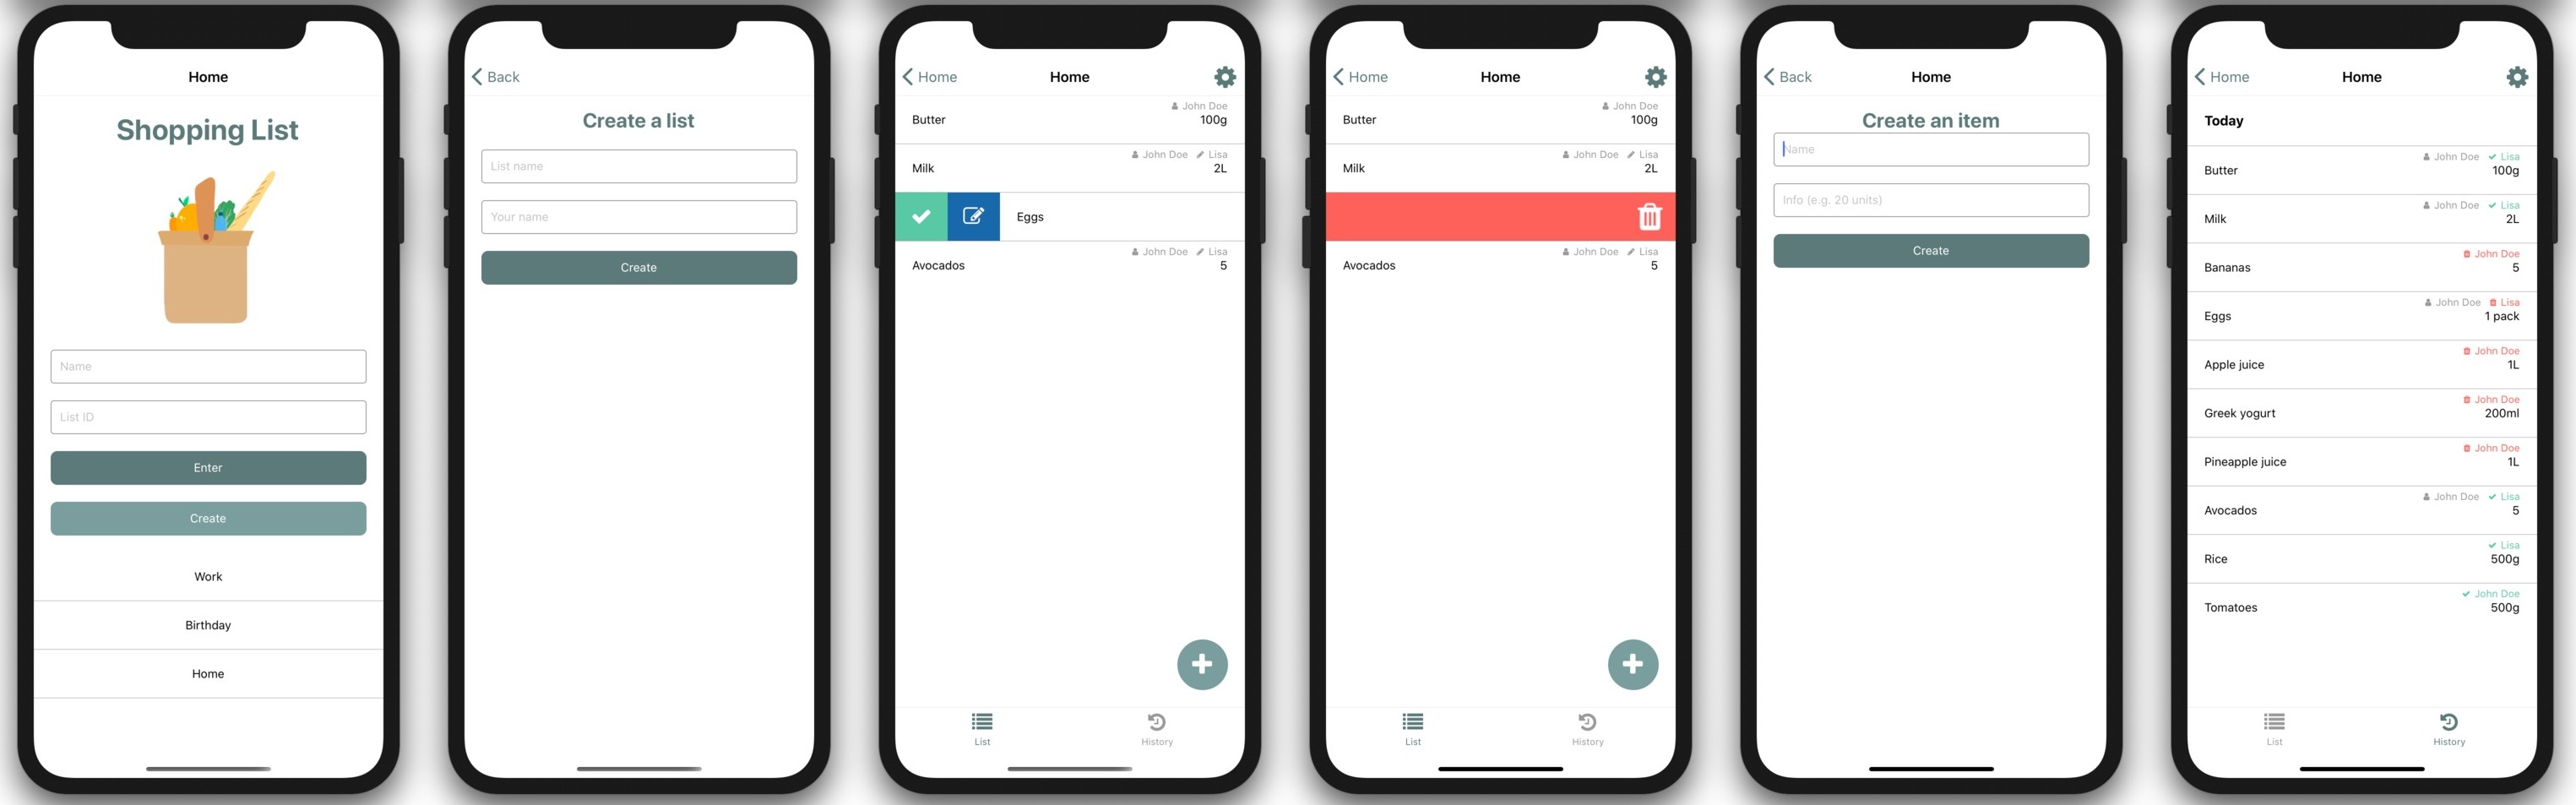 Home
Shopping List
Name
List ID
Enter
Create
Work
Birthday
Home
Back
Create a list
List name
Your name
Create
Home Home
John Doe
Butter 100g
John Doe Lisa
Milk 2L
Eggs
John Doe Lisa
Avocados 5
List History
Home Home
John Doe
Butter 100g
John Doe Lisa
Milk 2L
John Doe Lisa
Avocados 5
List History
Back Home
Create an item
Name
Info (e.g. 20 units)
Create
Home Home
Today
John Doe Lisa
Butter 100g
John Doe Lisa
Milk 2L
John Doe
Bananas 5
John Doe Lisa
Eggs 1 pack
John Doe
Apple juice 1L
John Doe
Greek yogurt 200ml
John Doe
Pineapple juice 1L
John Doe Lisa
Avocados 5
Lisa
Rice 500g
John Doe
Tomatoes 500g
List History